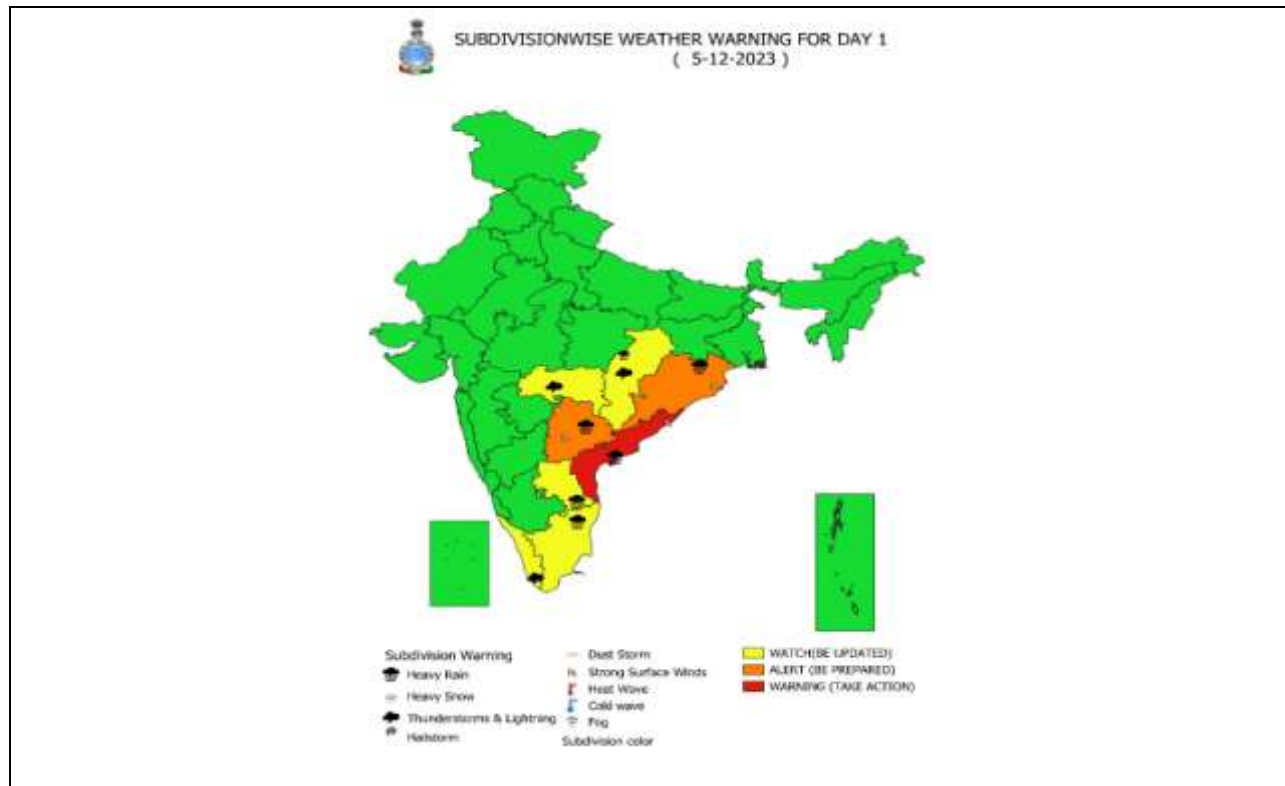 SUBDIVISIONWISE WEATHER WARNING FOR DAY 1
( 5-12-2023 )
Subdivision Warning
Heavy Rain
Heavy Snow
Thunderstorms & Lightning
Hailstorm
Dust Storm
Strong Surface Winds
Heat Wave
Cold wave
Fog
Subdivision color
WATCH(BE UPDATED)
ALERT (BE PREPARED)
WARNING (TAKE ACTION)